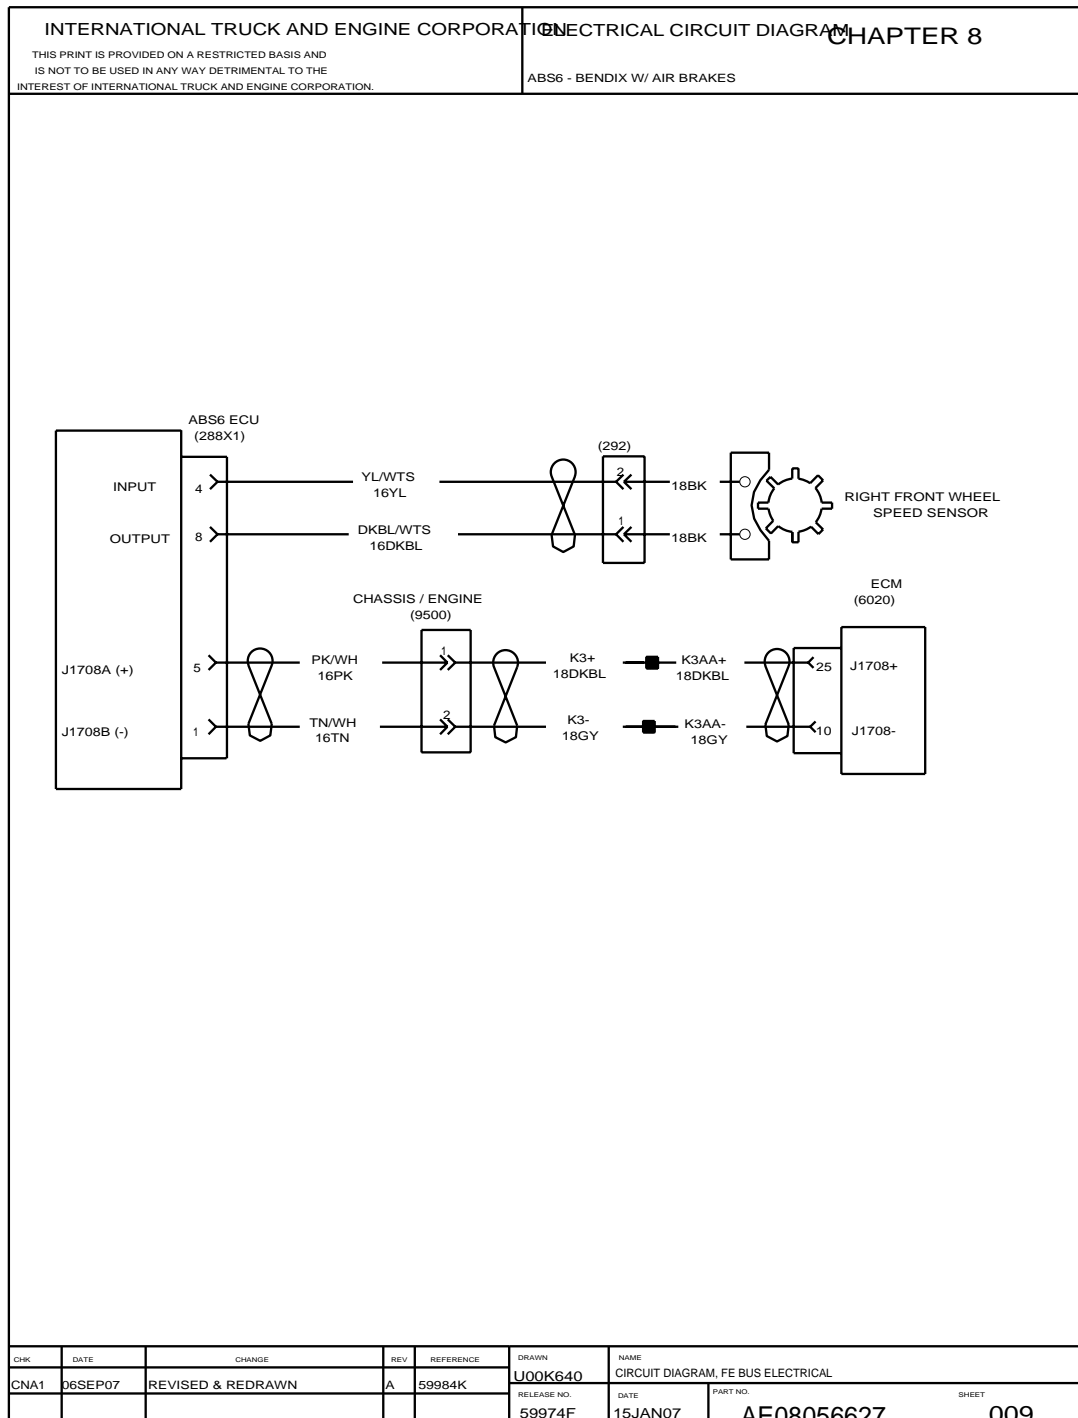 INTERNATIONAL TRUCK AND ENGINE CORPORATION
THIS PRINT IS PROVIDED ON A RESTRICTED BASIS AND
IS NOT TO BE USED IN ANY WAY DETRIMENTAL TO THE
INTEREST OF INTERNATIONAL TRUCK AND ENGINE CORPORATION.
ELECTRICAL CIRCUIT DIAGRAM
CHAPTER 8
ABS6 - BENDIX W/ AIR BRAKES
ABS6 ECU
(288X1)
INPUT
4
YL/WTS
16YL
(292)
2
18BK
RIGHT FRONT WHEEL
SPEED SENSOR
OUTPUT
8
DKBL/WTS
16DKBL
1
18BK
CHASSIS / ENGINE
(9500)
ECM
(6020)
J1708A (+)
5
PK/WH
16PK
1
K3+
18DKBL
K3AA+
18DKBL
25
J1708+
J1708B (-)
1
TN/WH
16TN
2
K3-
18GY
K3AA-
18GY
10
J1708-
CHK
DATE
CHANGE
REV
REFERENCE
CNA1
06SEP07
REVISED & REDRAWN
A
59984K
DRAWN
U00K640
NAME
CIRCUIT DIAGRAM, FE BUS ELECTRICAL
RELEASE NO.
59974F
DATE
15JAN07
PART NO.
AE08056627
SHEET
009